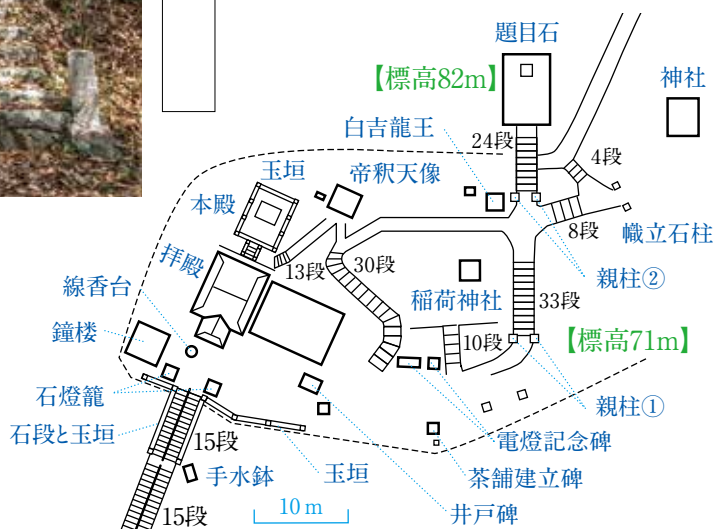 題目石
【標高82m】
神社
白吉龍王
24段
4段
玉垣
帝釈天像
本殿
8段
幟立石柱
拝殿
13段
30段
親柱②
線香台
稲荷神社
33段
鐘楼
10段
【標高71m】
石燈籠
親柱①
石段と玉垣
15段
電燈記念碑
手水鉢
玉垣
茶舗建立碑
10m
井戸碑
15段